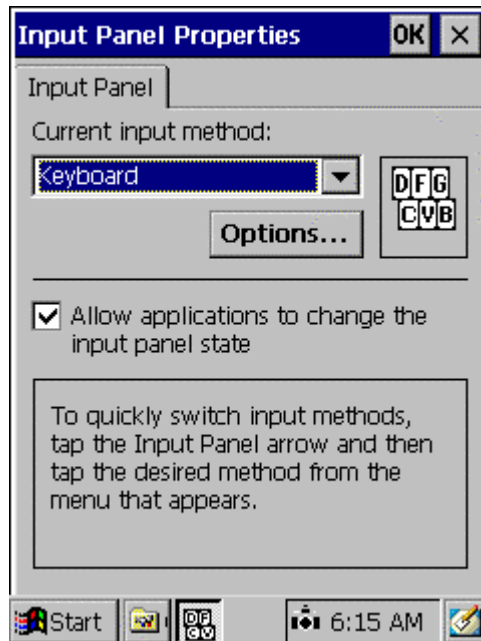 Input Panel Properties OK ×
Input Panel
Current input method:
Keyboard
DFG
CVB
Options...
Allow applications to change the
input panel state
To quickly switch input methods,
tap the Input Panel arrow and then
tap the desired method from the
menu that appears.
Start DF CV 6:15 AM